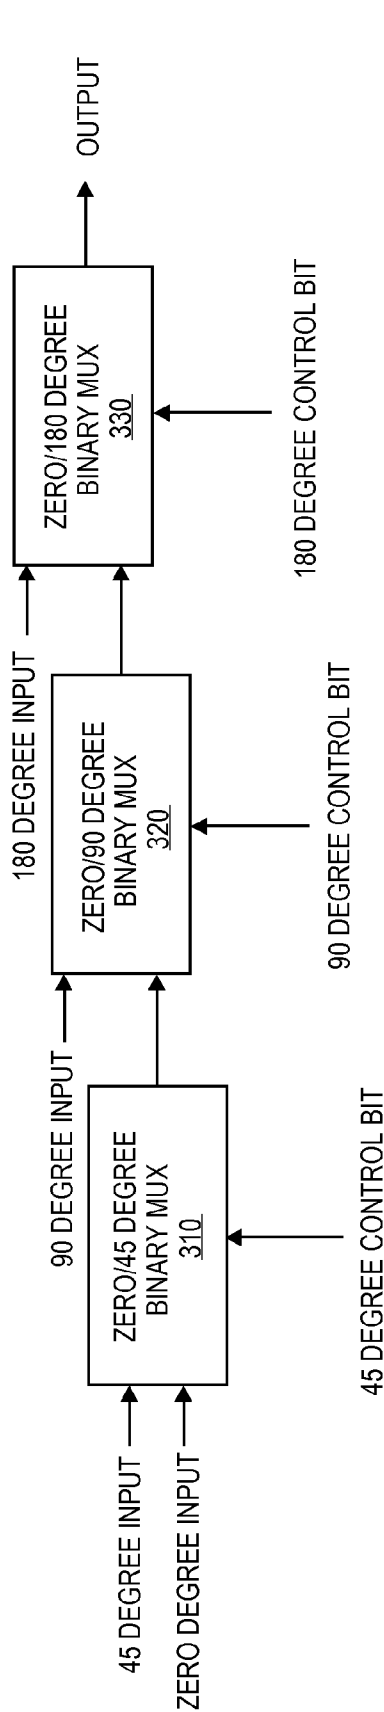 45 DEGREE INPUT
ZERO DEGREE INPUT
ZERO/45 DEGREE
BINARY MUX
310
45 DEGREE CONTROL BIT
90 DEGREE INPUT
ZERO/90 DEGREE
BINARY MUX
320
90 DEGREE CONTROL BIT
180 DEGREE INPUT
ZERO/180 DEGREE
BINARY MUX
330
180 DEGREE CONTROL BIT
OUTPUT